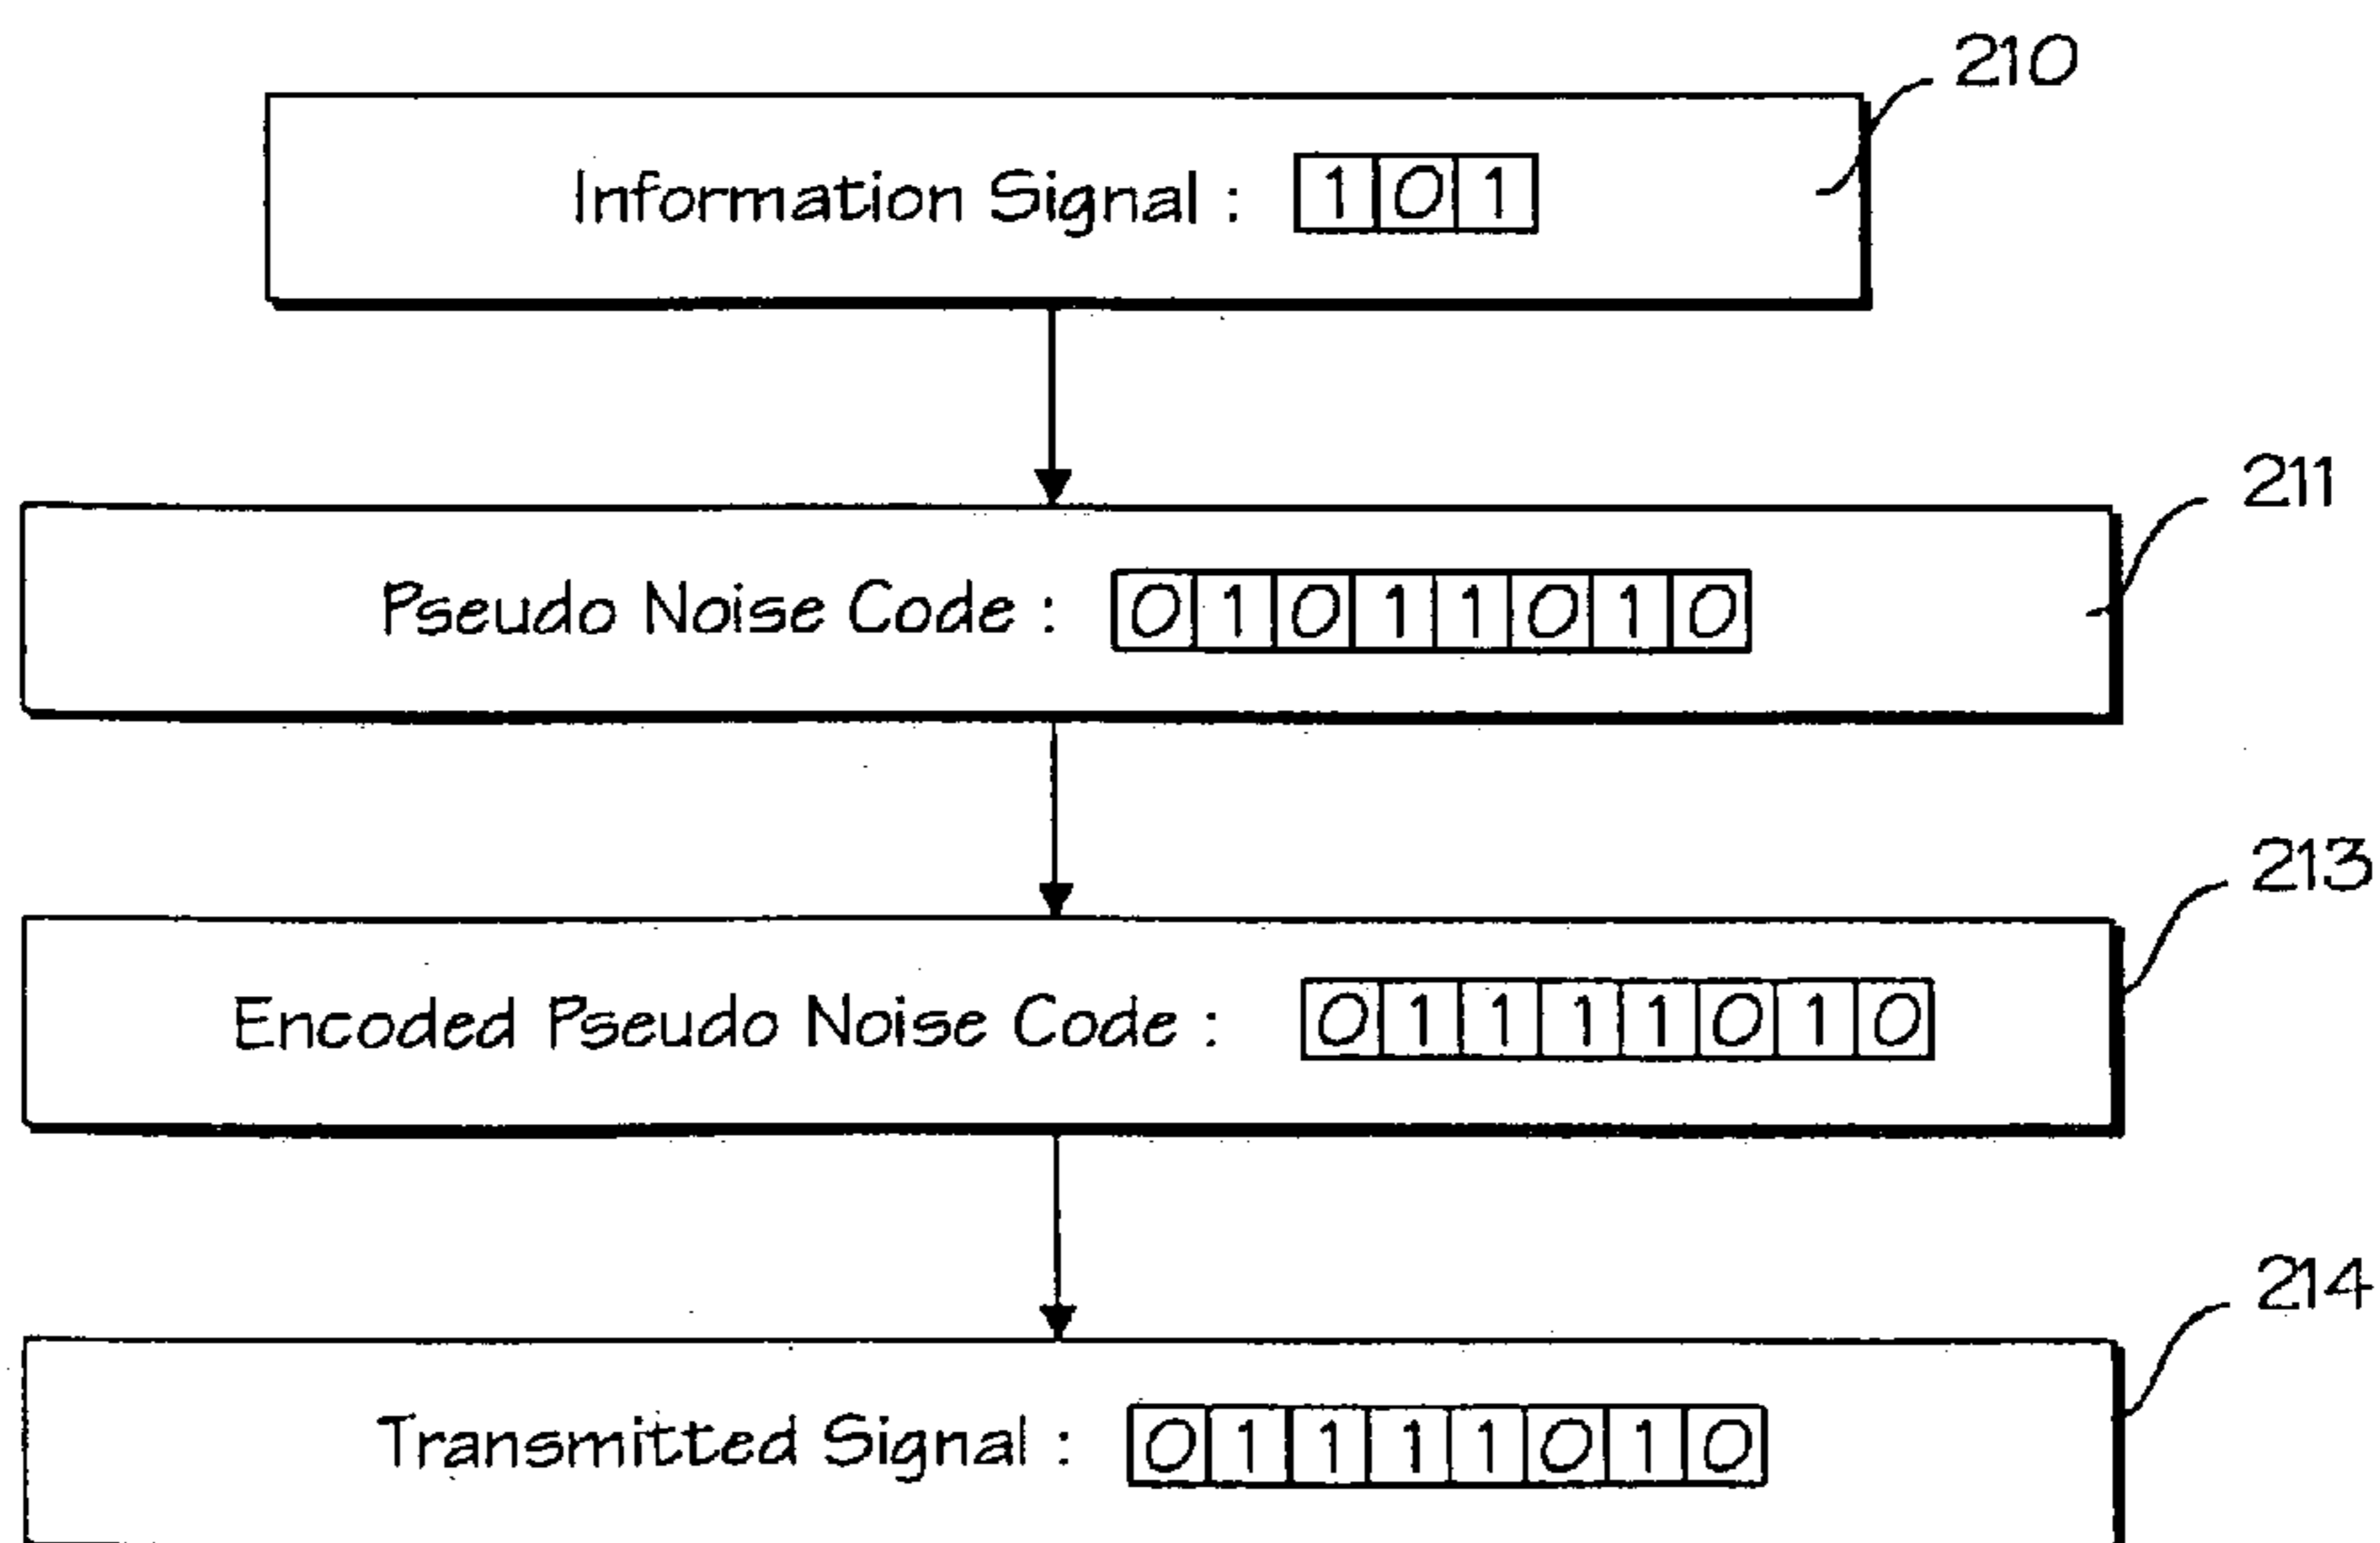 210
Information Signal : 1 0 1
211
Pseudo Noise Code : 0 1 0 1 1 0 1 0
213
Encoded Pseudo Noise Code : 0 1 1 1 1 0 1 0
214
Transmitted Signal : 0 1 1 1 1 0 1 0